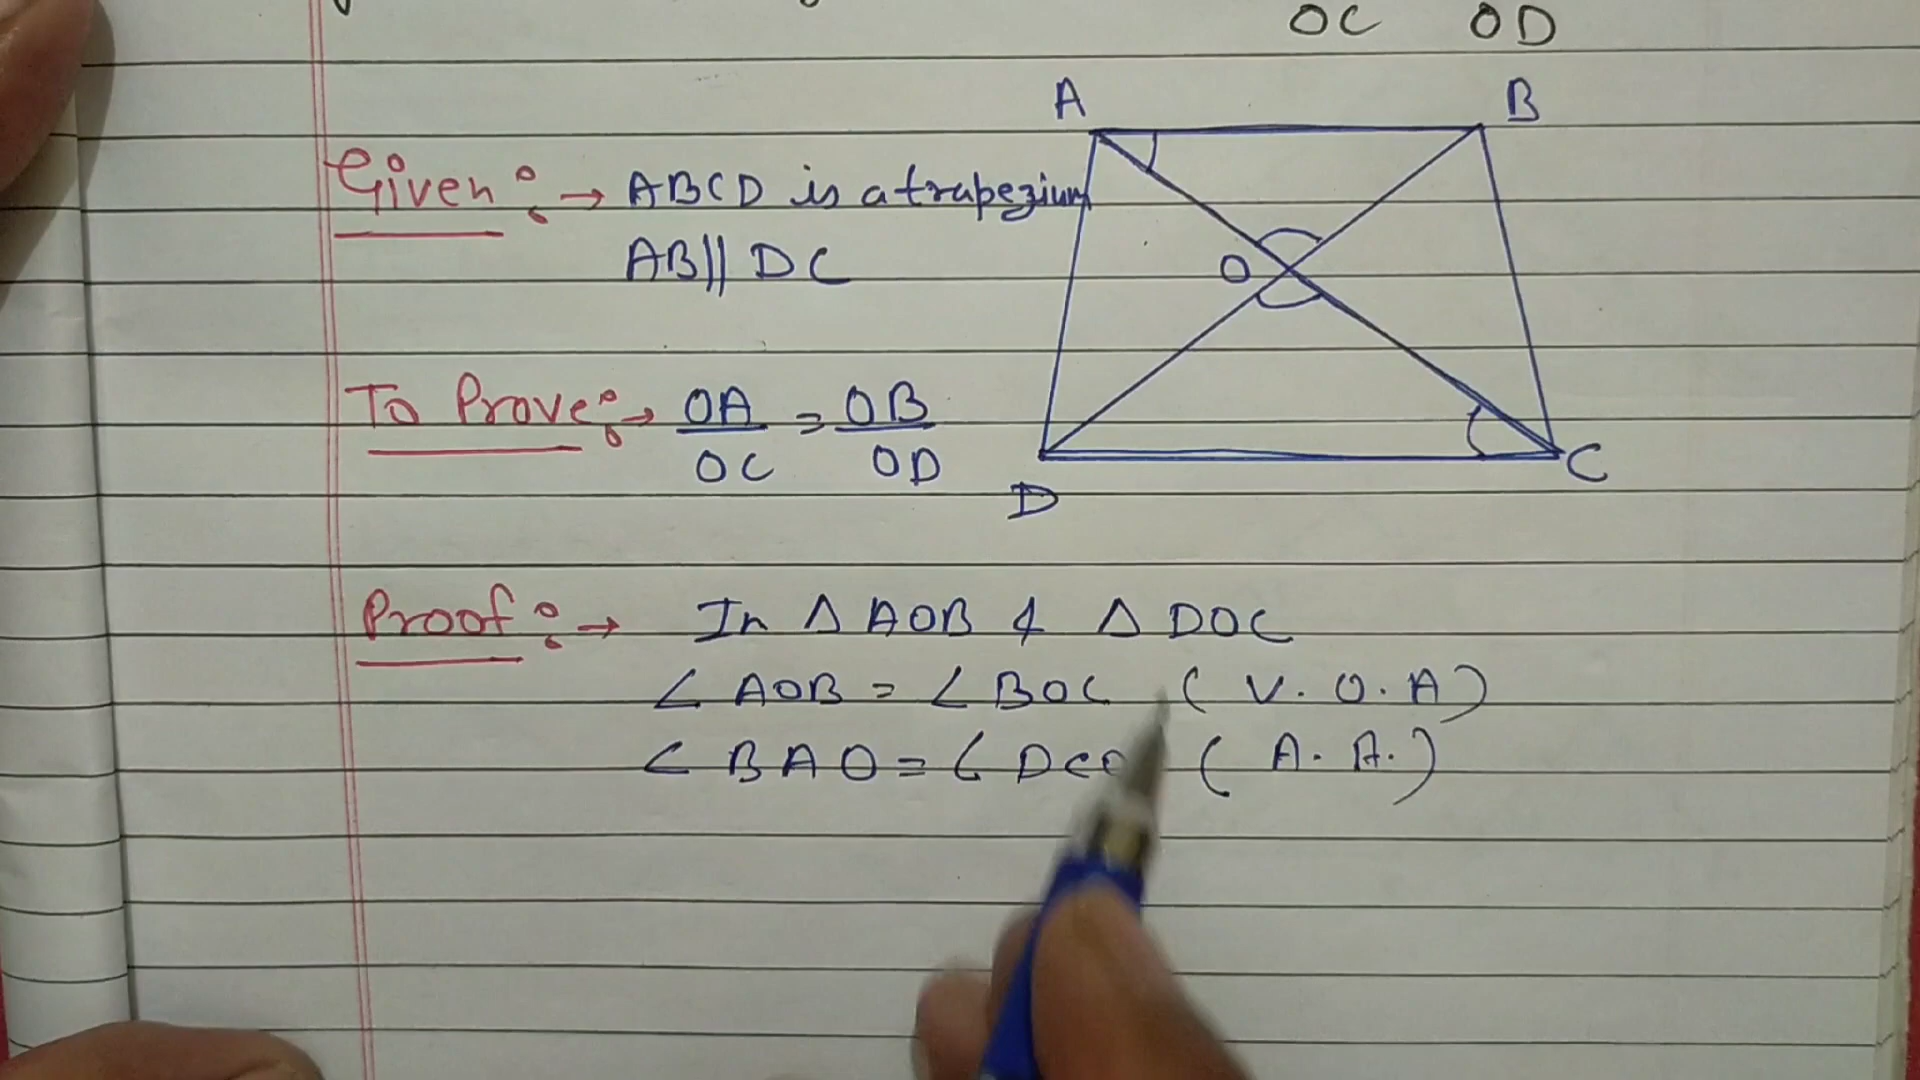 OC OD
A B
Given :→ ABCD is a trapezium
AB||DC
O
To Prove :→ OA/OC = OB/OD
D C
Proof :→ In △ AOB & △ DOC
∠ AOB = ∠ BOC ( V. O. A )
∠ BAO = ∠ DCO ( A. A. )